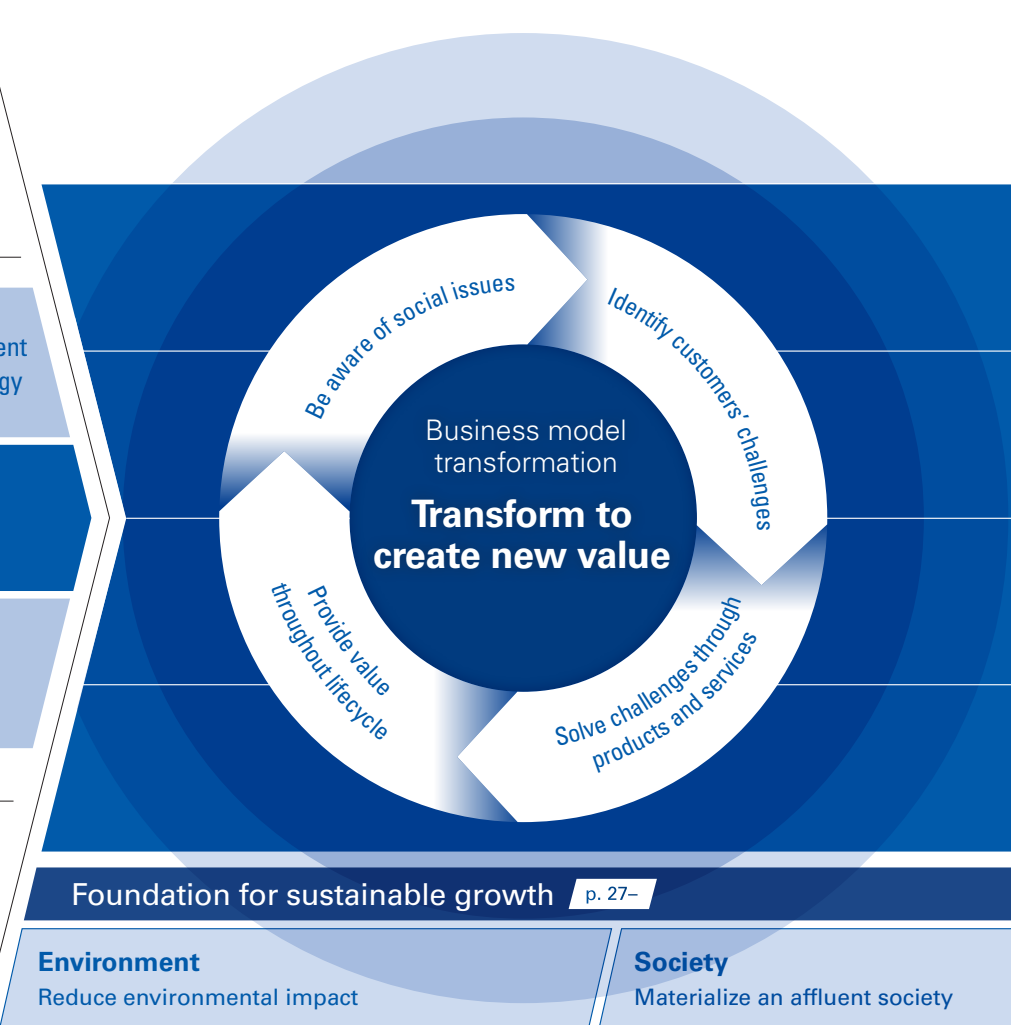 ent
gy
Be aware of social issues
Identify customers' challenges
Business model
transformation
Transform to
create new value
Provide value
throughout lifecycle
Solve challenges through
products and services
Foundation for sustainable growth
p. 27–
Environment
Reduce environmental impact
Society
Materialize an affluent society